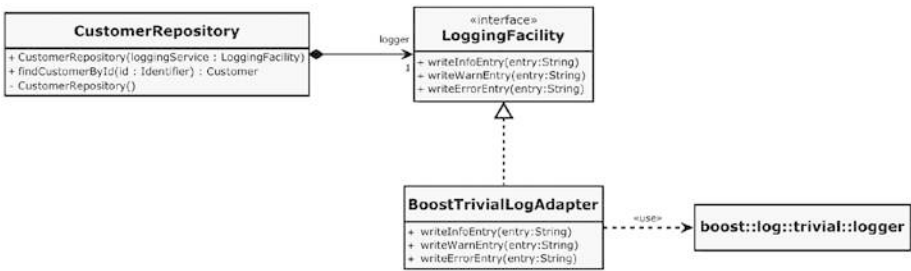 CustomerRepository
+ CustomerRepository(loggingService : LoggingFacility)
+ findCustomerById(id : Identifier) : Customer
- CustomerRepository()
logger
1
«interface»
LoggingFacility
+ writeInfoEntry(entry:String)
+ writeWarnEntry(entry:String)
+ writeErrorEntry(entry:String)
BoostTrivialLogAdapter
+ writeInfoEntry(entry:String)
+ writeWarnEntry(entry:String)
+ writeErrorEntry(entry:String)
«use»
boost::log::trivial::logger